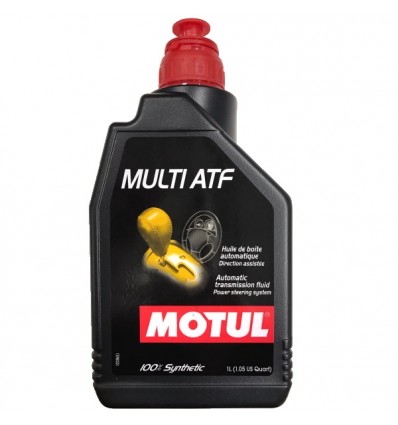 MULTI ATF
Huile de boîte
automatique
Direction assistée
Automatic
transmission fluid
Power steering system
MOTUL®
100% Synthetic
1L (1.05 US Quart)